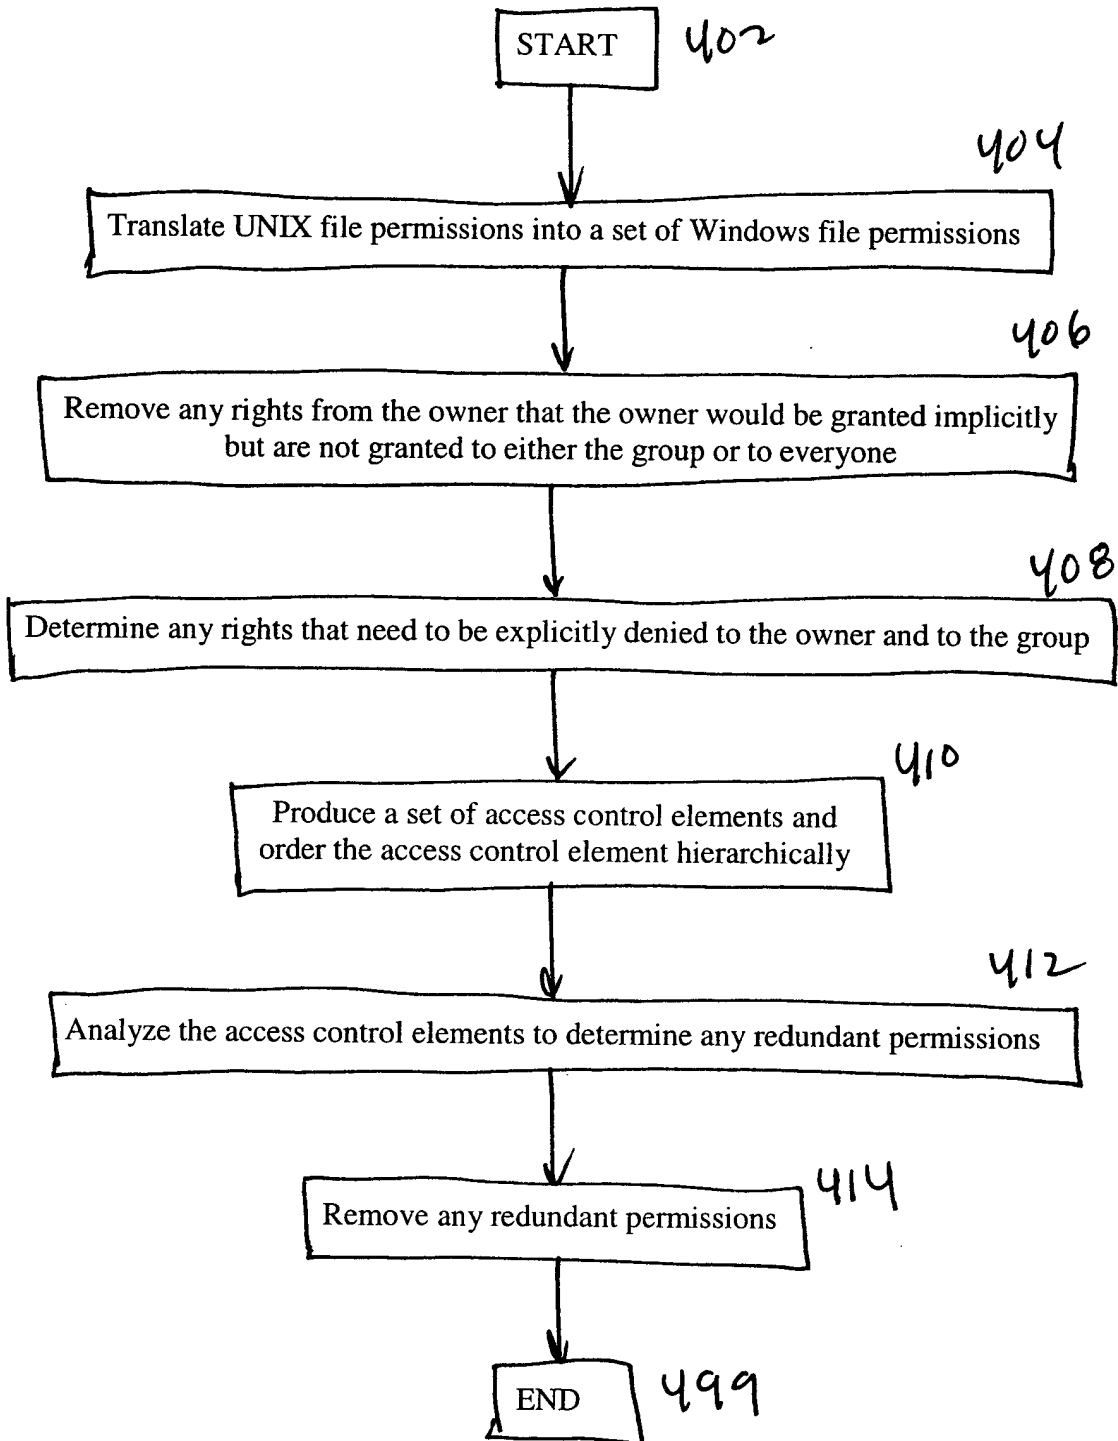 START 402
404
Translate UNIX file permissions into a set of Windows file permissions
406
Remove any rights from the owner that the owner would be granted implicitly
but are not granted to either the group or to everyone
408
Determine any rights that need to be explicitly denied to the owner and to the group
410
Produce a set of access control elements and
order the access control element hierarchically
412
Analyze the access control elements to determine any redundant permissions
414
Remove any redundant permissions
END 499